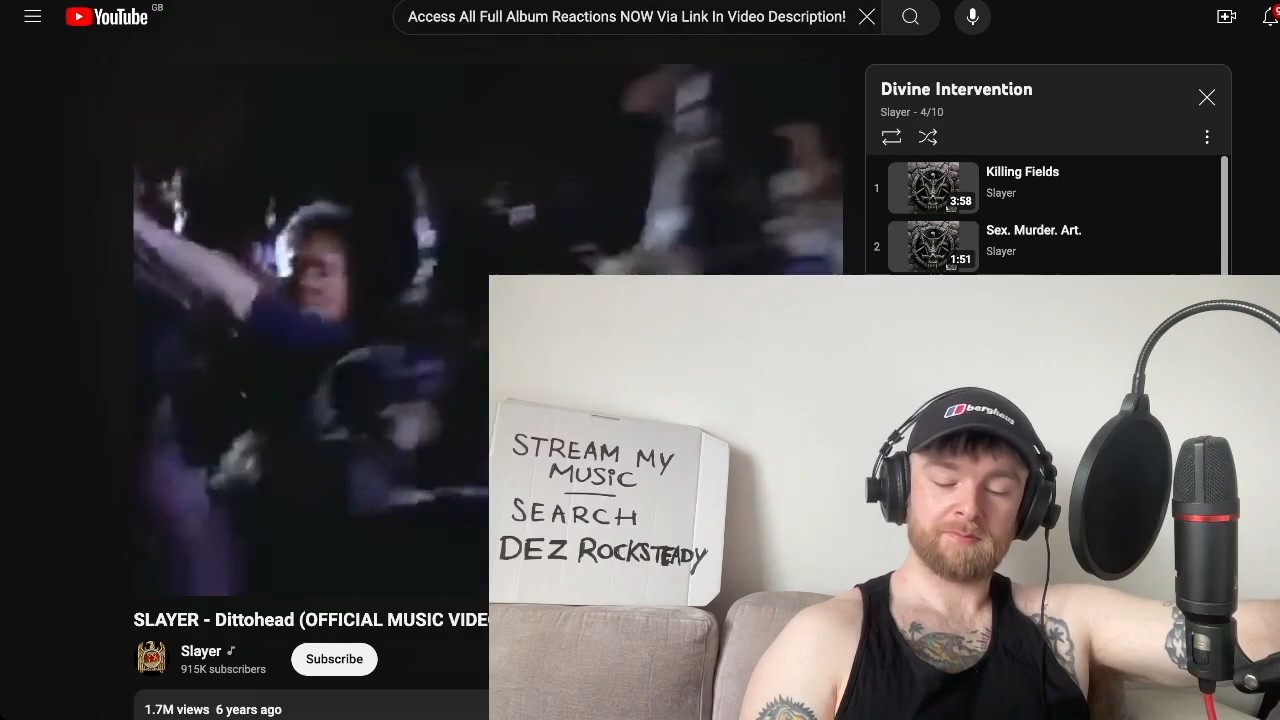 YouTube GB
Access All Full Album Reactions NOW Via Link In Video Description!
9
Divine Intervention
Slayer - 4/10
1
3:58
Killing Fields
Slayer
2
1:51
Sex. Murder. Art.
Slayer
berghaus
STREAM MY
MUSIC
SEARCH
DEZ ROCKSTEADY
SLAYER - Dittohead (OFFICIAL MUSIC VIDE
Slayer
915K subscribers
Subscribe
1.7M views 6 years ago